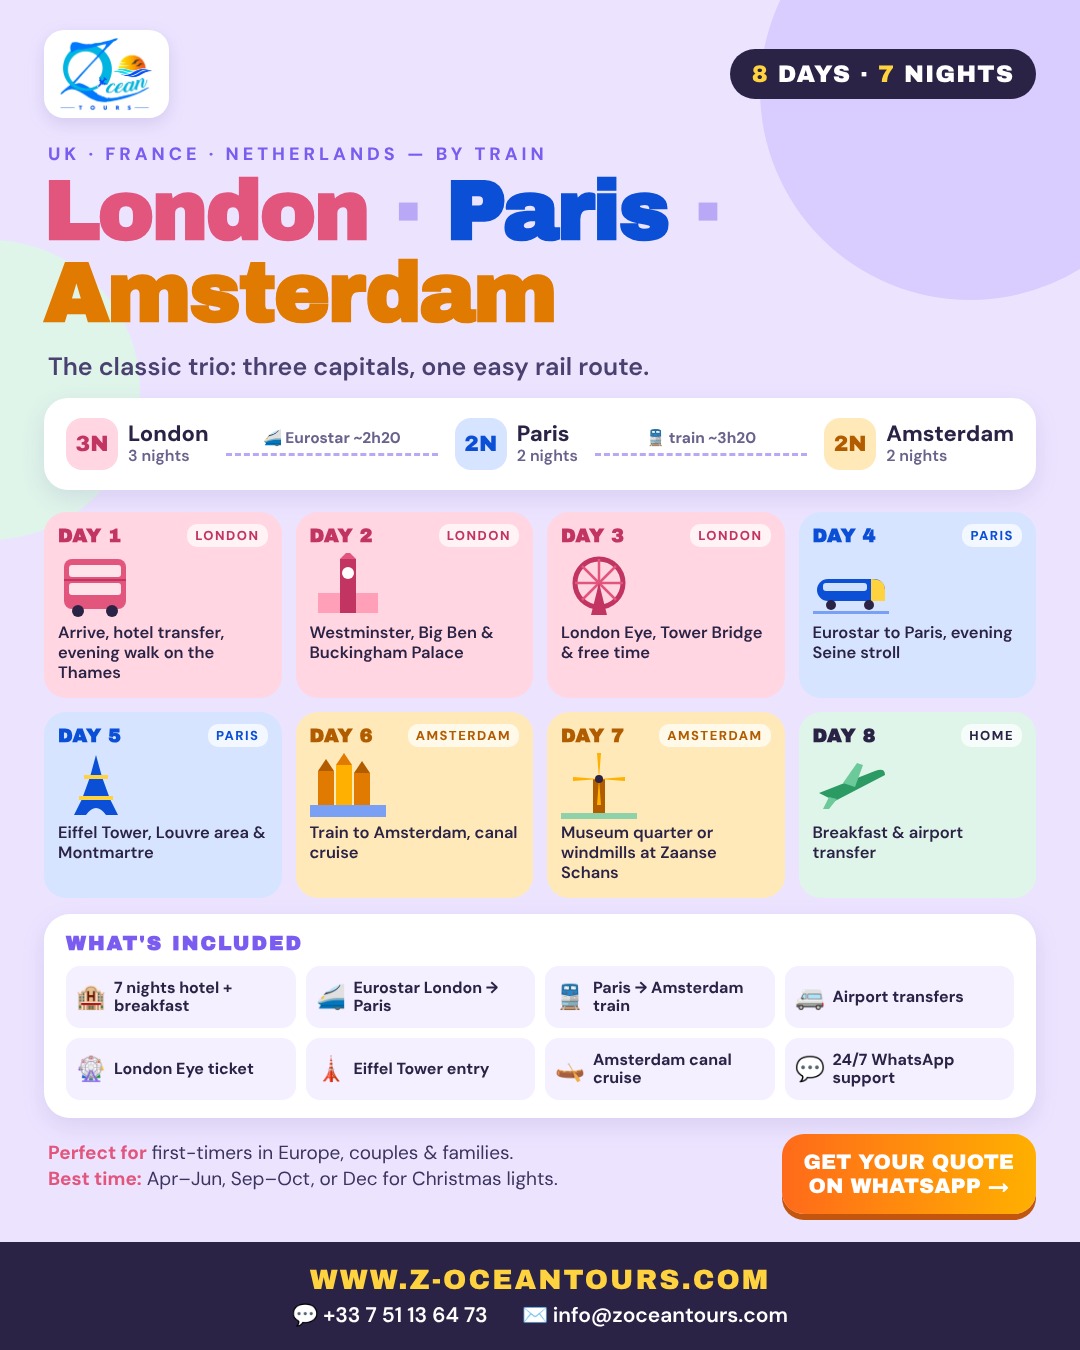 Zcean
TOURS
8 DAYS · 7 NIGHTS
UK · FRANCE · NETHERLANDS — BY TRAIN
London · Paris ·
Amsterdam
The classic trio: three capitals, one easy rail route.
3N
London
3 nights
Eurostar ~2h20
2N
Paris
2 nights
train ~3h20
2N
Amsterdam
2 nights
DAY 1
LONDON
Arrive, hotel transfer,
evening walk on the
Thames
DAY 2
LONDON
Westminster, Big Ben &
Buckingham Palace
DAY 3
LONDON
London Eye, Tower Bridge
& free time
DAY 4
PARIS
Eurostar to Paris, evening
Seine stroll
DAY 5
PARIS
Eiffel Tower, Louvre area &
Montmartre
DAY 6
AMSTERDAM
Train to Amsterdam, canal
cruise
DAY 7
AMSTERDAM
Museum quarter or
windmills at Zaanse
Schans
DAY 8
HOME
Breakfast & airport
transfer
WHAT'S INCLUDED
7 nights hotel +
breakfast
Eurostar London →
Paris
Paris → Amsterdam
train
Airport transfers
London Eye ticket
Eiffel Tower entry
Amsterdam canal
cruise
24/7 WhatsApp
support
Perfect for first-timers in Europe, couples & families.
Best time: Apr–Jun, Sep–Oct, or Dec for Christmas lights.
GET YOUR QUOTE
ON WHATSAPP →
WWW.Z-OCEANTOURS.COM
+33 7 51 13 64 73
info@zoceantours.com